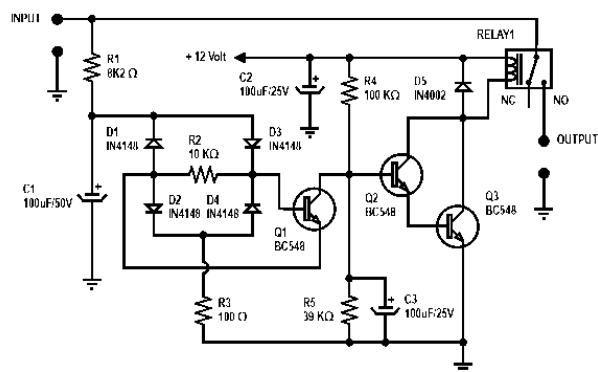 INPUT
RELAY1
R1
8K2 Ω
+ 12 Volt
C2
100uF/25V
R4
100 KΩ
D5
IN4002
NC
NO
D1
IN4148
R2
10 KΩ
D3
IN4148
OUTPUT
C1
100uF/50V
D2
IN4148
D4
IN4148
Q1
BC548
Q2
BC548
Q3
BC548
R3
100 Ω
R5
39 KΩ
C3
100uF/25V